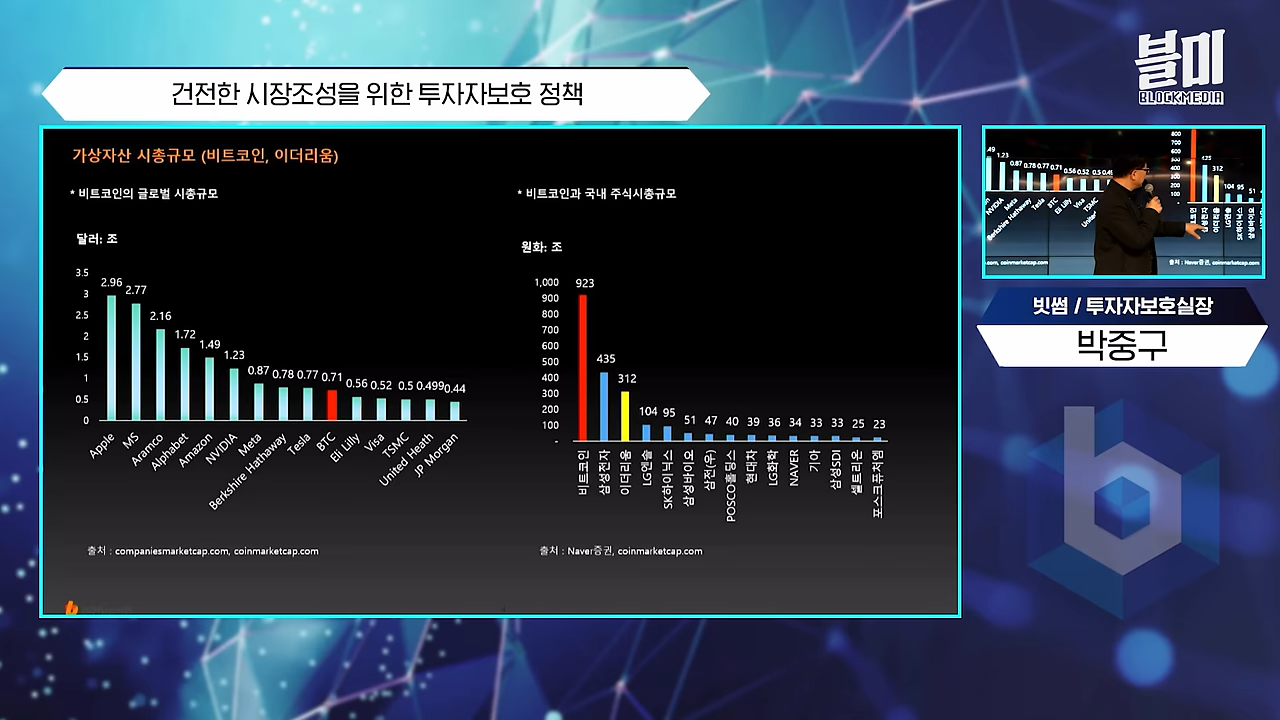 블미
BLOCKMEDIA
건전한 시장조성을 위한 투자자보호 정책
가상자산 시총규모 (비트코인, 이더리움)
* 비트코인의 글로벌 시총규모
달러: 조
3.5
3
2.5
2
1.5
1
0.5
0
2.96 2.77 2.16 1.72 1.49 1.23 0.87 0.78 0.77 0.71 0.56 0.52 0.5 0.499 0.44
Apple MS Aramco Alphabet Amazon NVIDIA Meta Berkshire Hathaway Tesla BTC Eli Lilly Visa TSMC United Heath JP Morgan
출처 : companiesmarketcap.com, coinmarketcap.com
* 비트코인과 국내 주식시총규모
원화: 조
1,000
900
800
700
600
500
400
300
200
100
-
923 435 312 104 95 51 47 40 39 36 34 33 33 25 23
비트코인 삼성전자 이더리움 LG엔솔 SK하이닉스 삼성바이오 삼전(우) POSCO홀딩스 현대차 LG화학 NAVER 기아 삼성SDI 셀트리온 포스코퓨처엠
출처 : Naver증권, coinmarketcap.com
빗썸 / 투자자보호실장
박중구